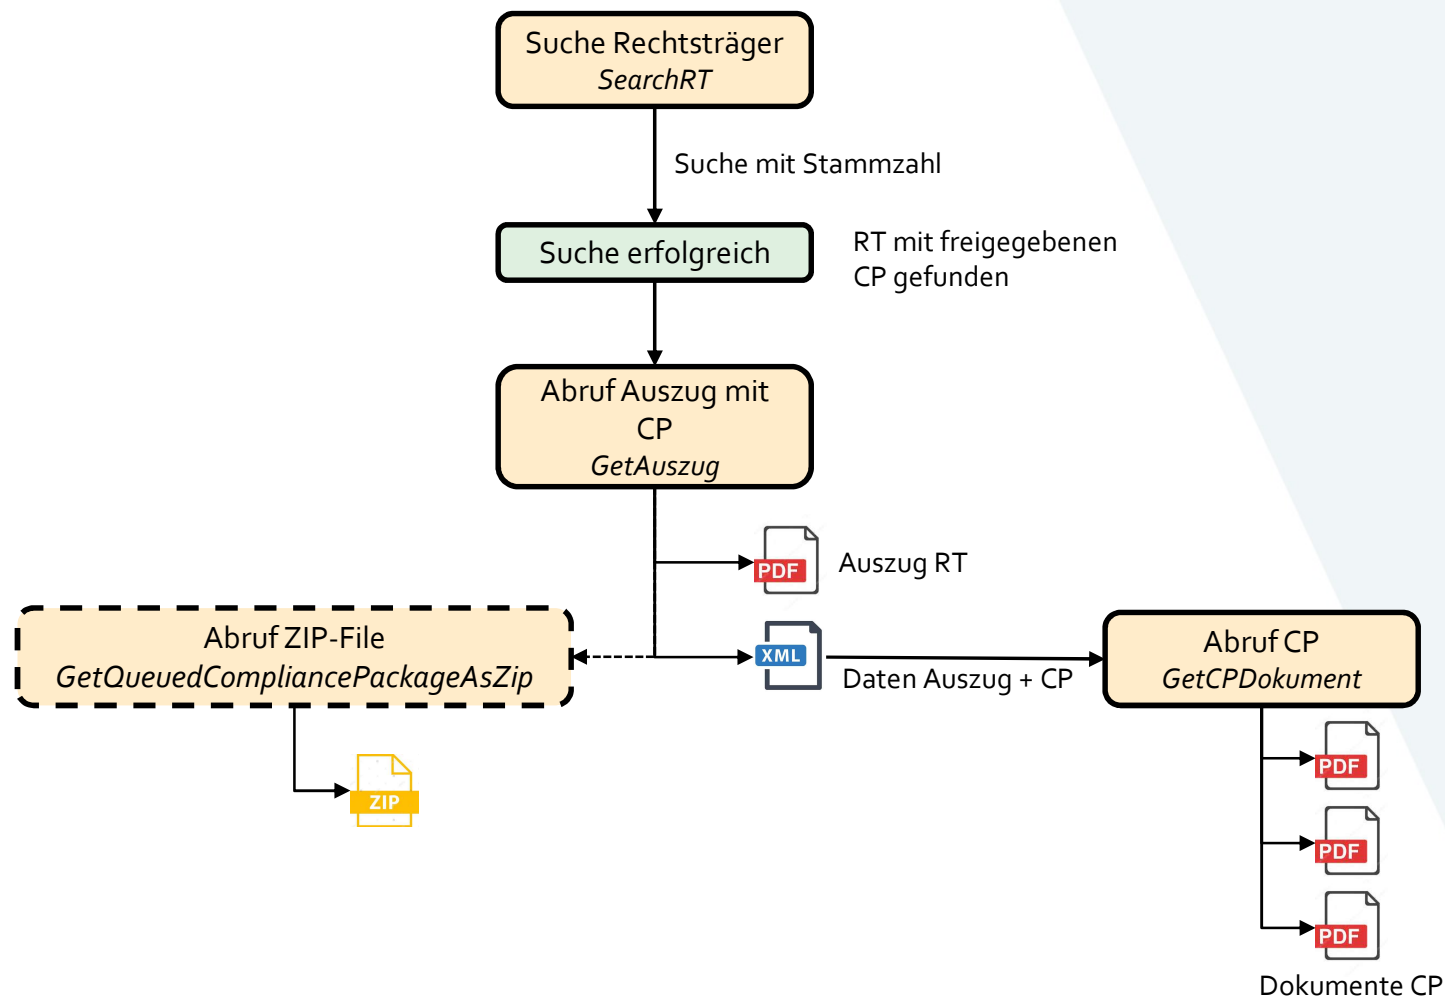 Suche Rechtsträger
SearchRT
Suche mit Stammzahl
Suche erfolgreich
RT mit freigegebenen
CP gefunden
Abruf Auszug mit
CP
GetAuszug
PDF
Auszug RT
Abruf ZIP-File
GetQueuedCompliancePackageAsZip
XML
Daten Auszug + CP
Abruf CP
GetCPDokument
ZIP
PDF
PDF
PDF
Dokumente CP